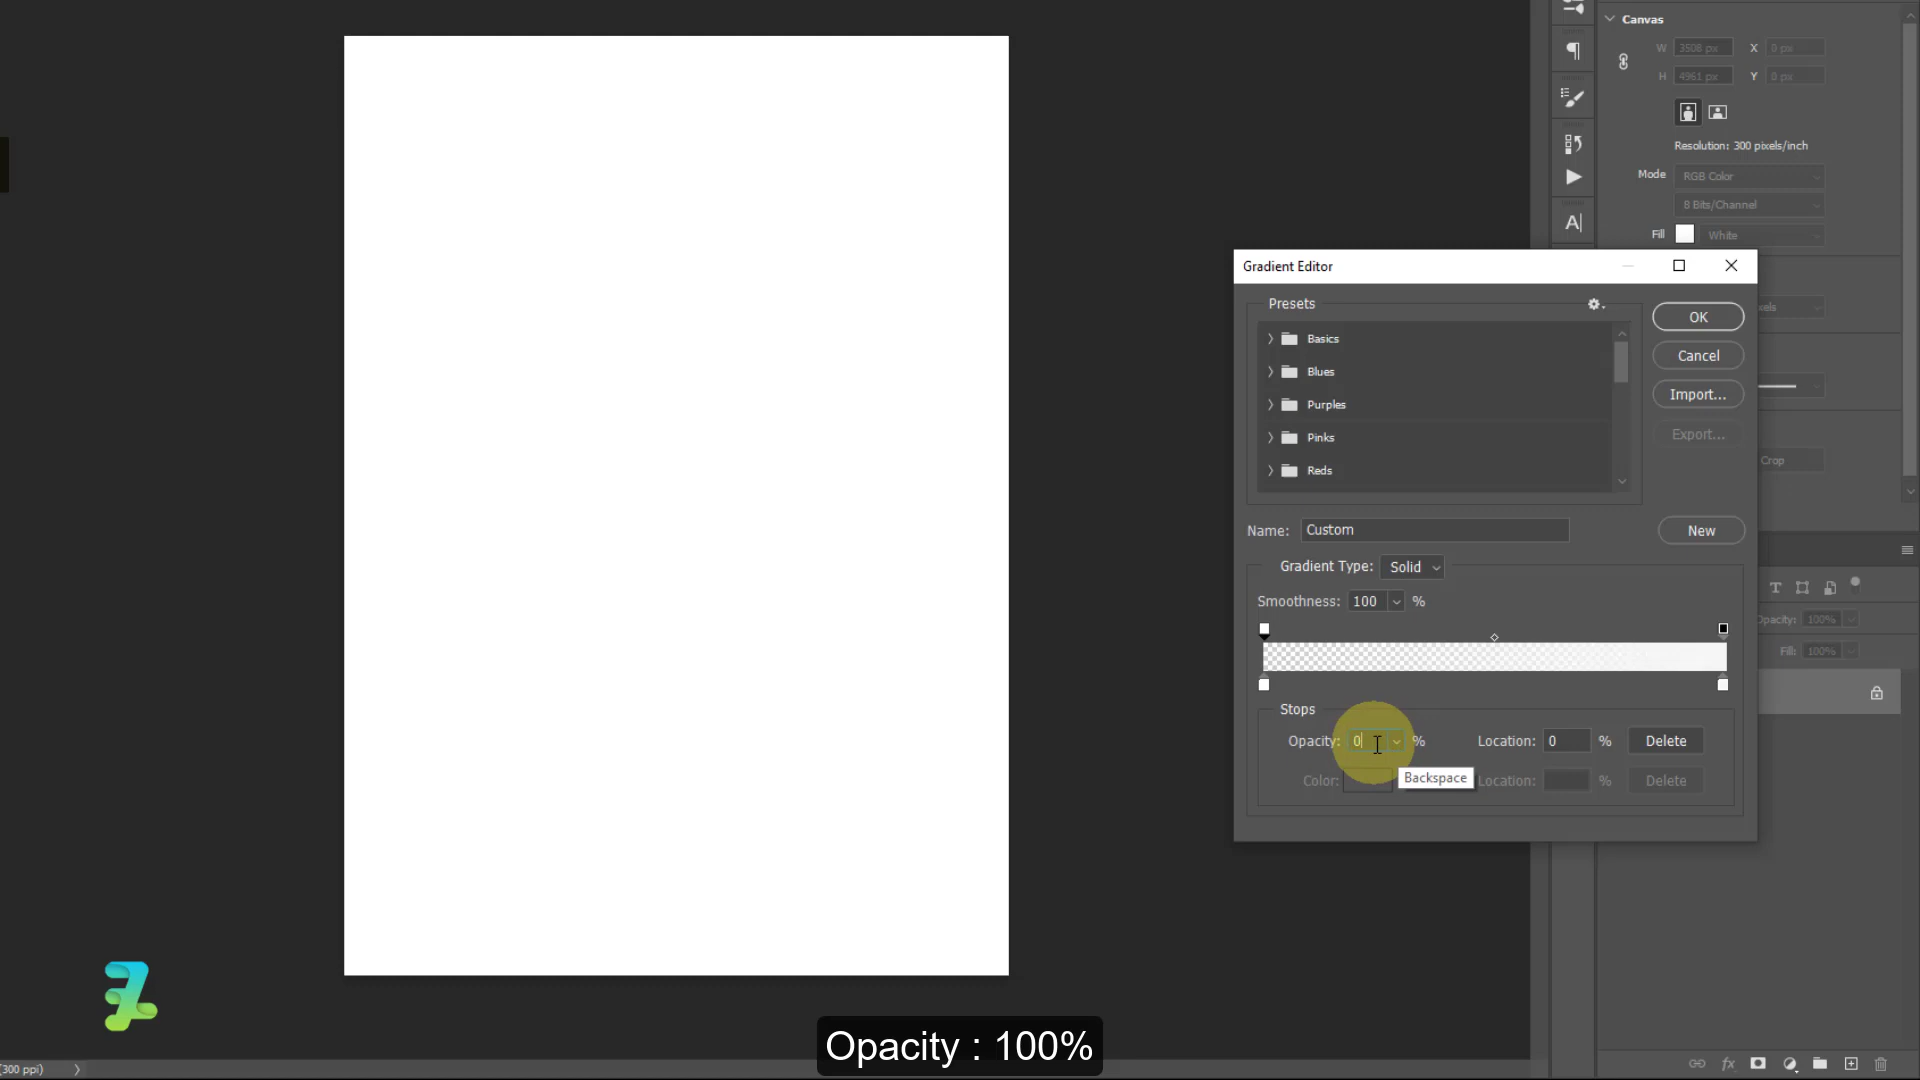 Canvas
W 3508 px X 0 px
H 4961 px Y 0 px
Resolution: 300 pixels/inch
Mode RGB Color
8 Bits/Channel
Fill White
A|
Gradient Editor
Presets
Basics
Blues
Purples
Pinks
Reds
OK
Cancel
Import...
Export...
xels
Crop
Name: Custom
New
Gradient Type: Solid
Smoothness: 100 %
T
Opacity: 100%
Fill: 100%
Stops
Opacity: 0 % Location: 0 % Delete
Color: Location: % Delete
Backspace
Opacity : 100%
(300 ppi)
fx